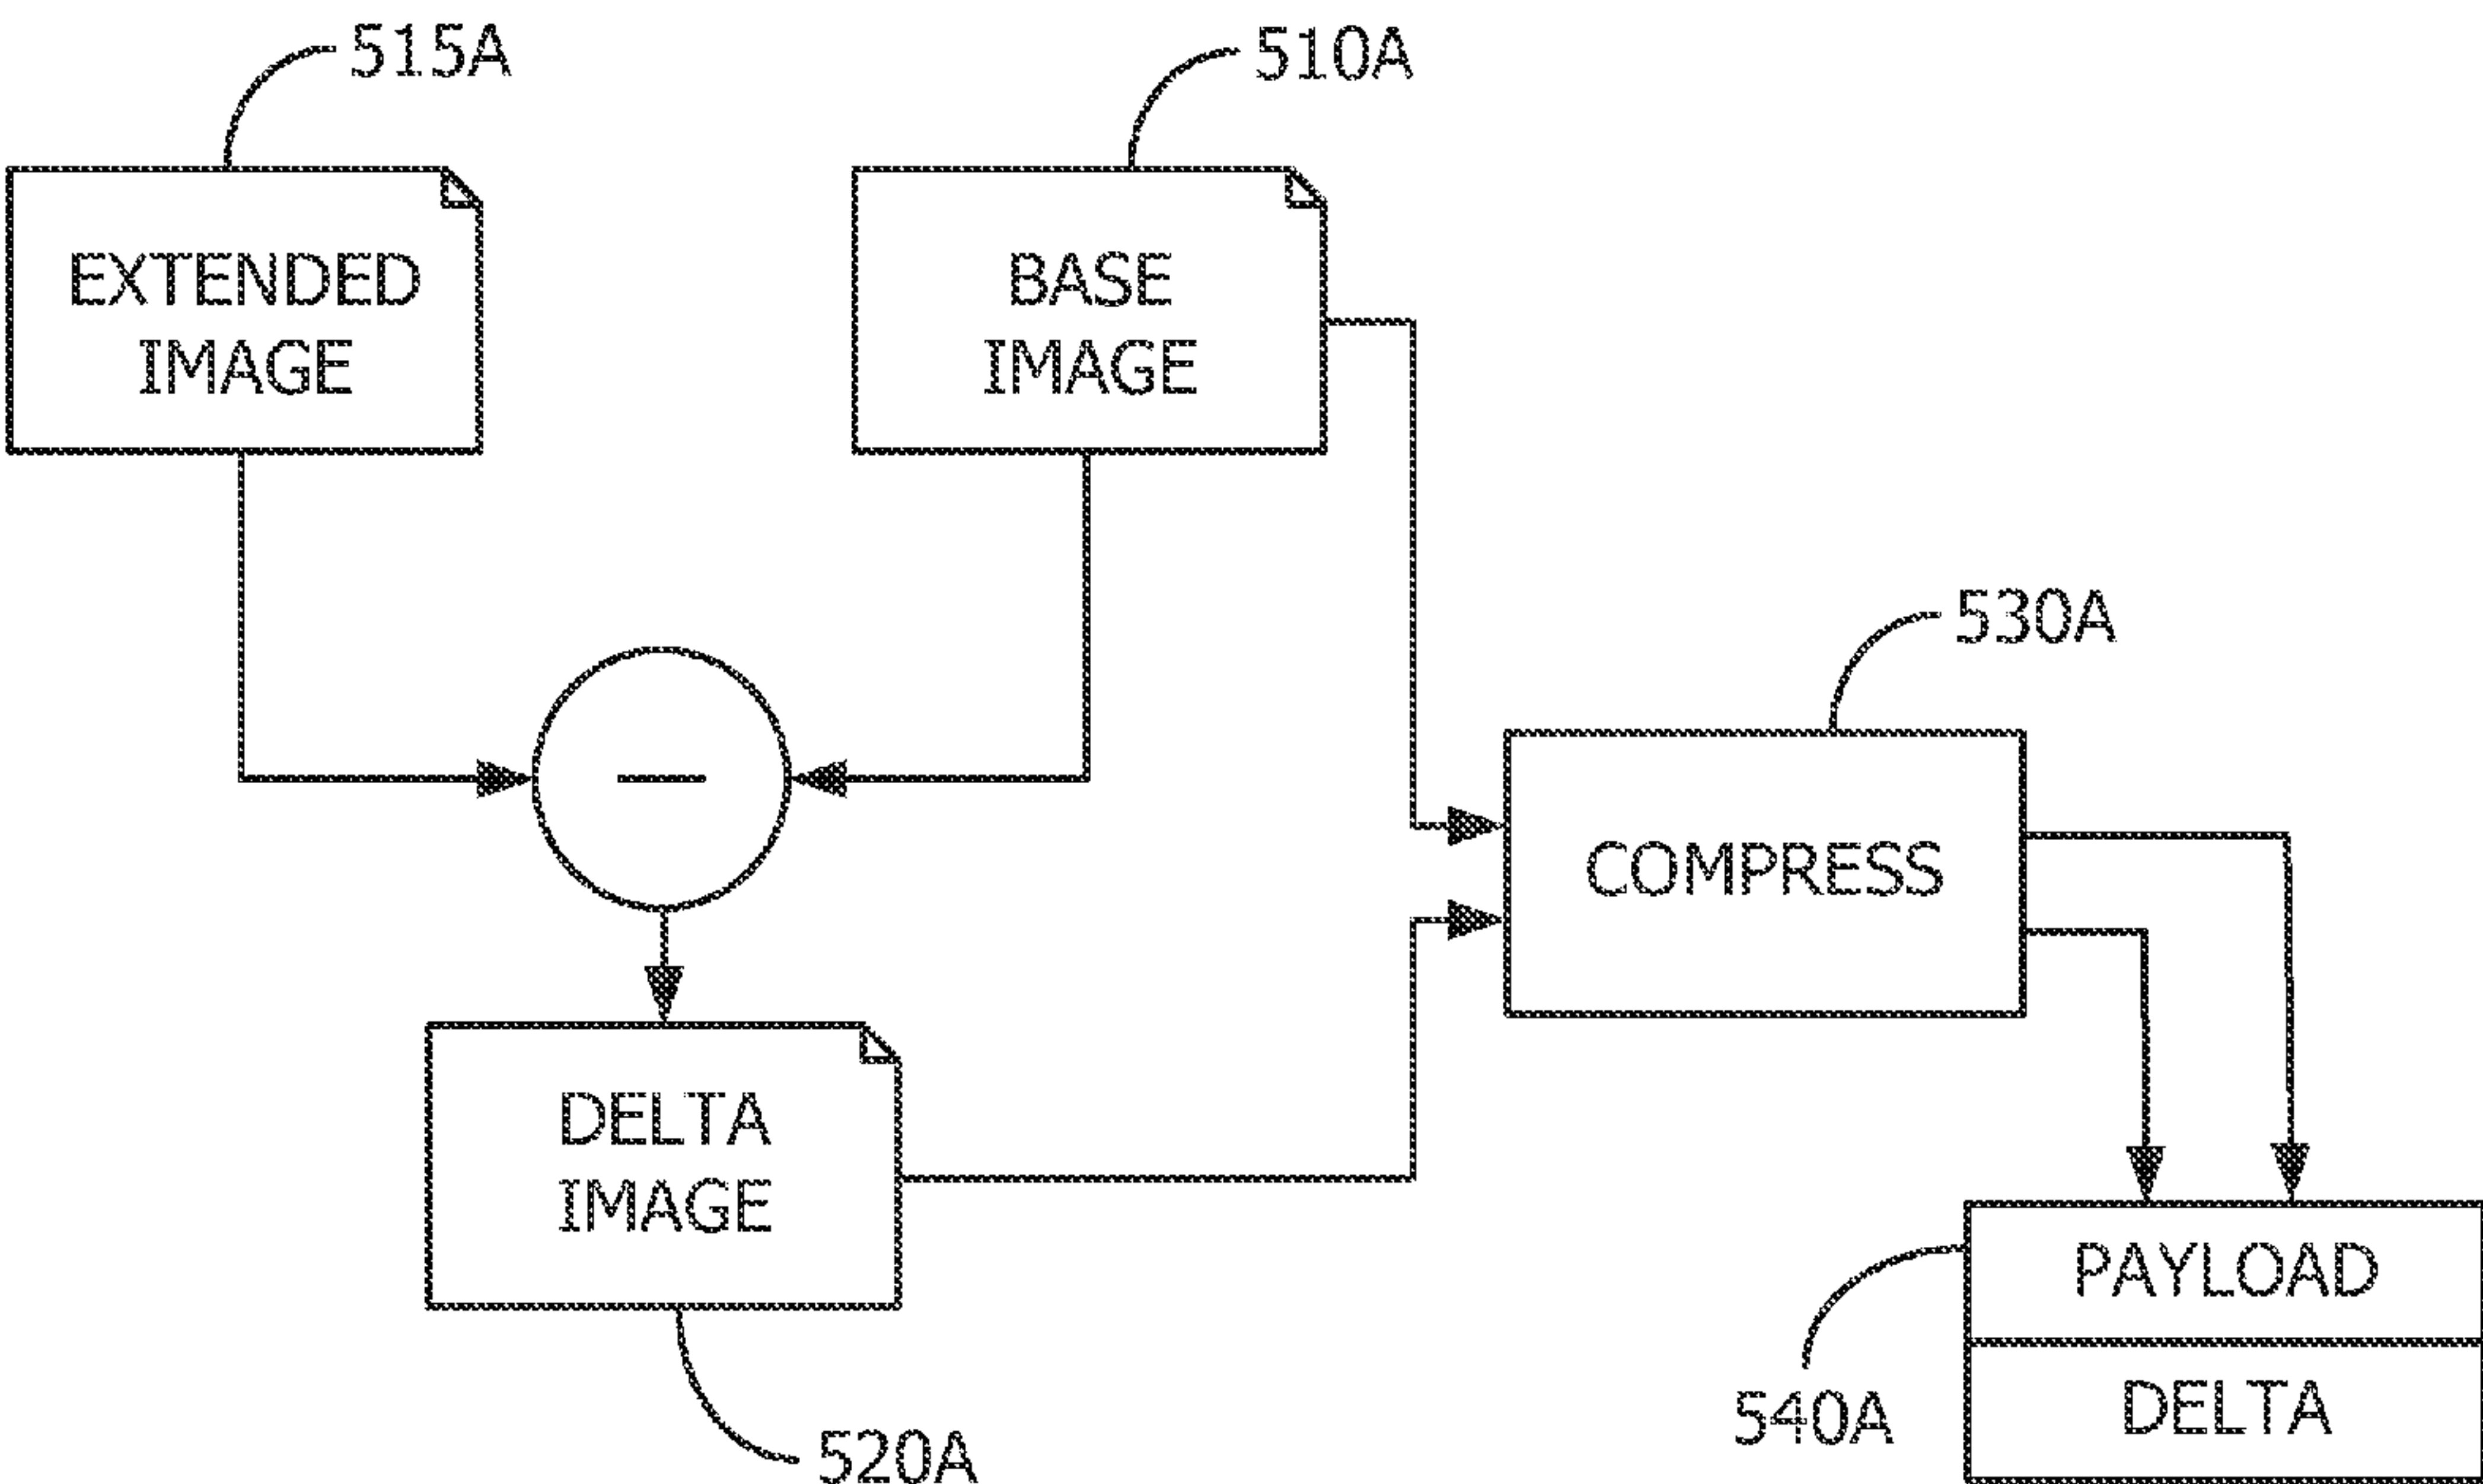 515A
510A
EXTENDED
IMAGE
BASE
IMAGE
530A
COMPRESS
DELTA
IMAGE
PAYLOAD
DELTA
540A
520A